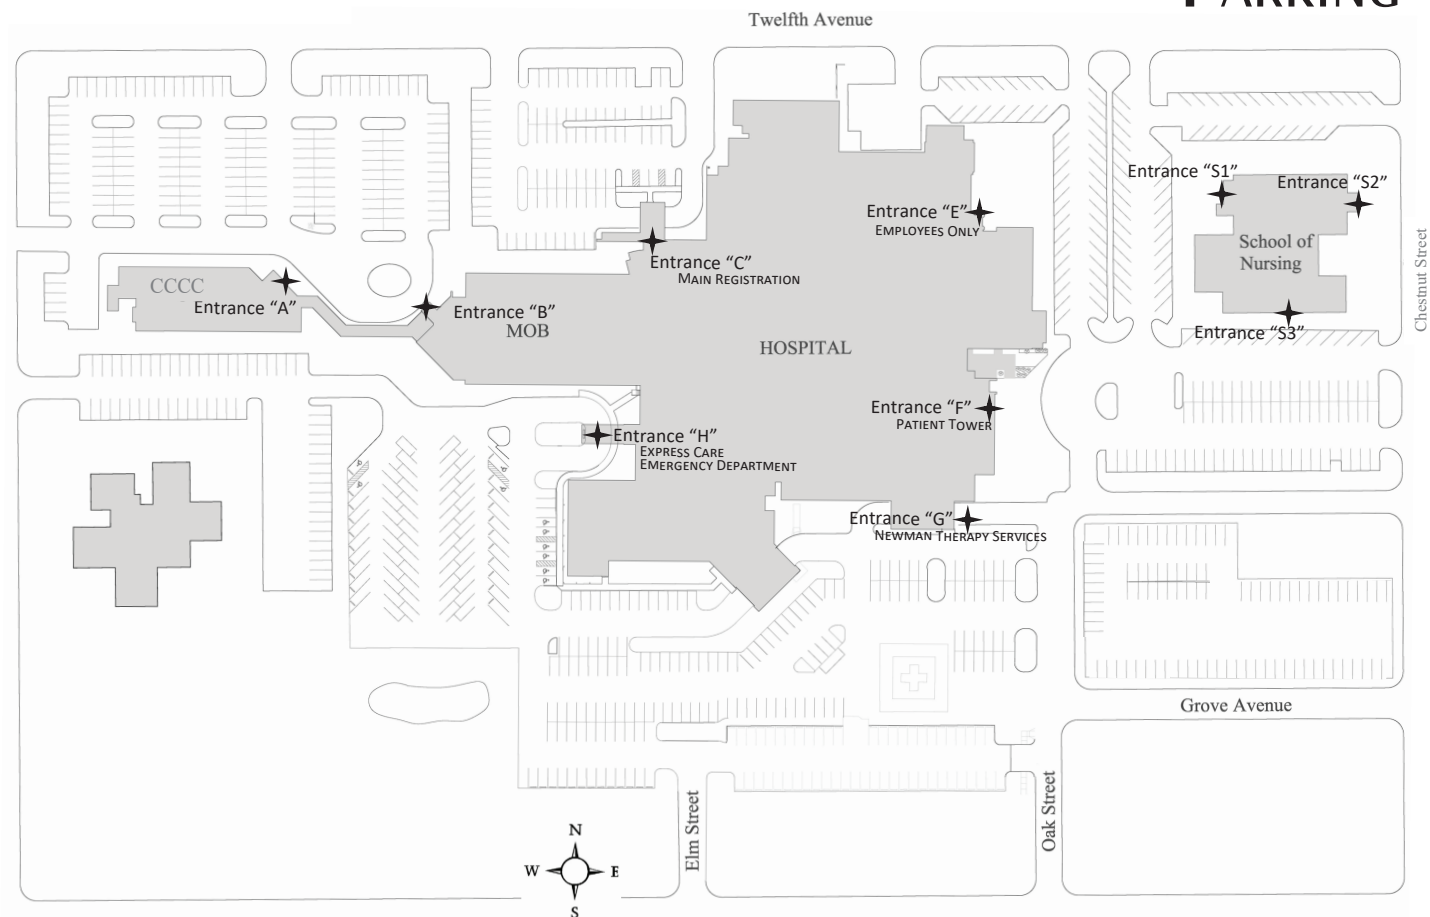 PARKING
Twelfth Avenue
Entrance “S1”
Entrance “S2”
Entrance “E”
EMPLOYEES ONLY
School of
Nursing
Chestnut Street
Entrance “C”
MAIN REGISTRATION
CCCC
Entrance “A”
Entrance “B”
MOB
HOSPITAL
Entrance “S3”
Entrance “F”
PATIENT TOWER
Entrance “H”
EXPRESS CARE
EMERGENCY DEPARTMENT
Entrance “G”
NEWMAN THERAPY SERVICES
Grove Avenue
Elm Street
Oak Street
N
W E
S